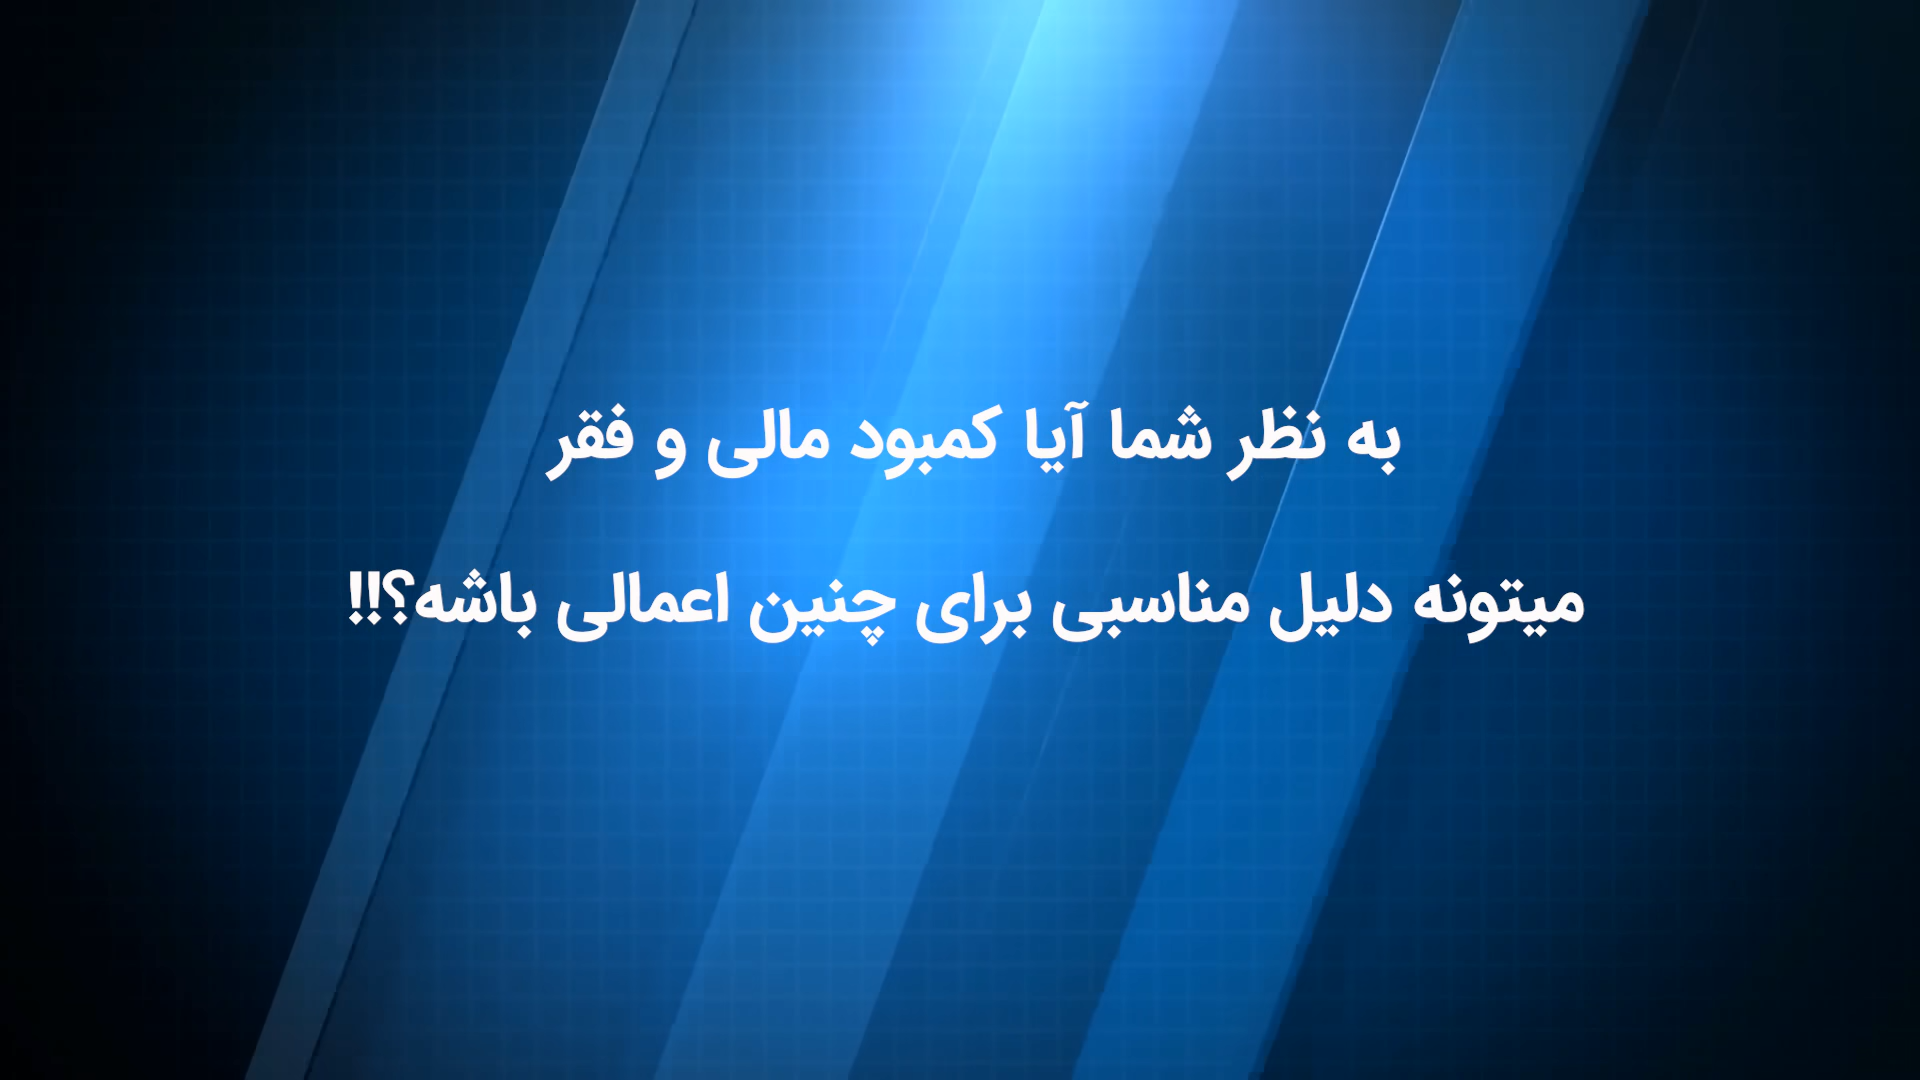 به نظر شما آیا کمبود مالی و فقر
میتونه دلیل مناسبی برای چنین اعمالی باشه؟!!